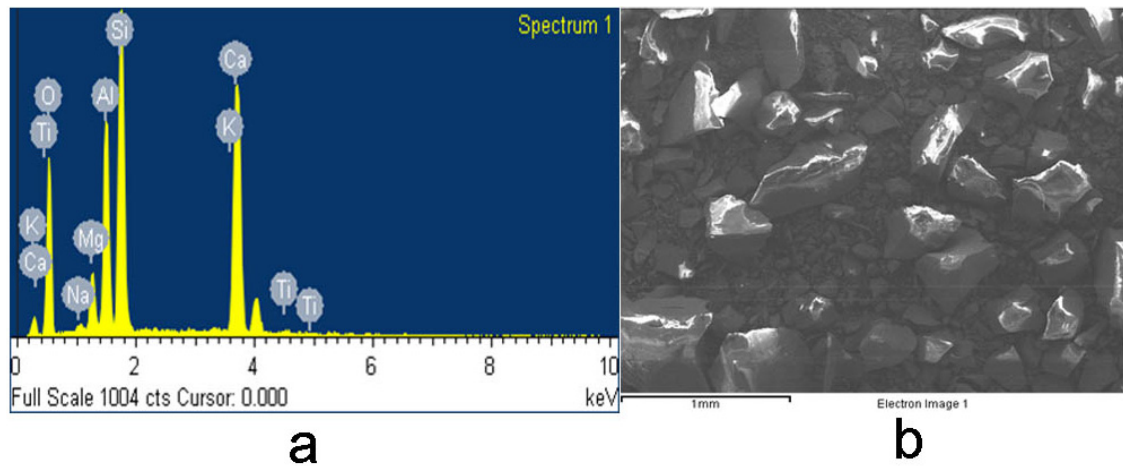 Spectrum 1
Si
Ca
O
Al
Ti
K
K
Mg
Ca
Na
Ti
Ti
0 2 4 6 8 10
Full Scale 1004 cts Cursor: 0.000 keV
1mm
Electron Image 1
a
b